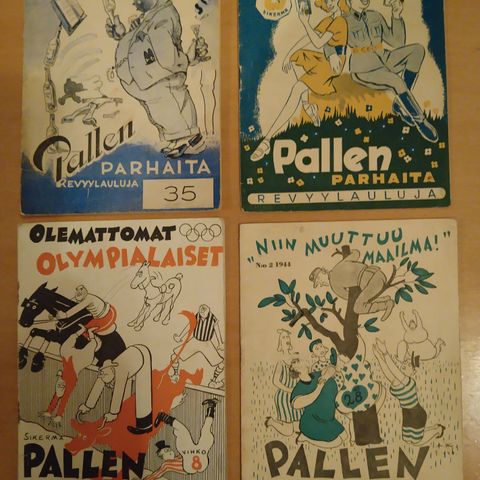 Pallen
PARHAITA
REVYYLAULUJA
35
SIKERMÄ
Pallen
PARHAITA
REVYYLAULUJA
OLEMATTOMAT
OLYMPIALAISET
SIKERMÄ
VIHKO
8
PALLEN
"NIIN MUUTTUU
MAAILMA!"
N:o 2 1944
28
PALLEN